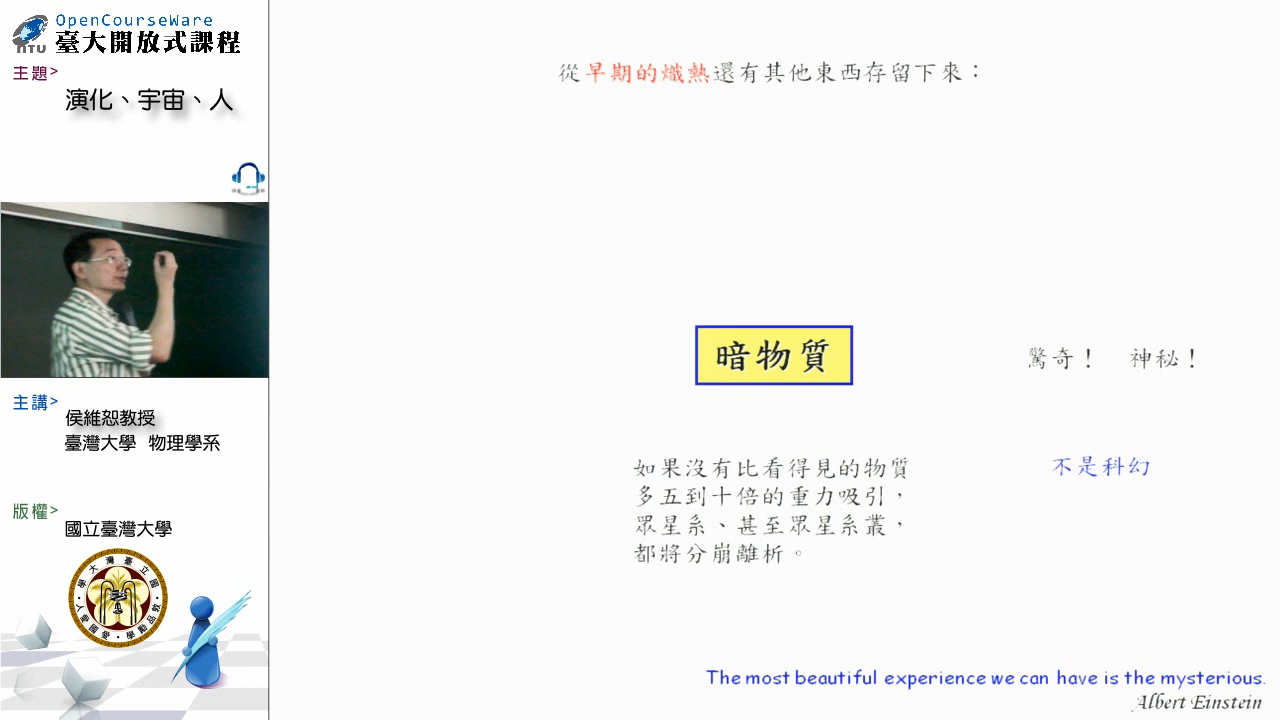 OpenCourseWare
NTU
臺大開放式課程
主題>
演化、宇宙、人
主講>
侯維恕教授
臺灣大學 物理學系
版權>
國立臺灣大學
從早期的熾熱還有其他東西存留下來：
暗物質
驚奇！ 神秘！
如果沒有比看得見的物質
多五到十倍的重力吸引，
眾星系、甚至眾星系叢，
都將分崩離析。
不是科幻
The most beautiful experience we can have is the mysterious.
Albert Einstein